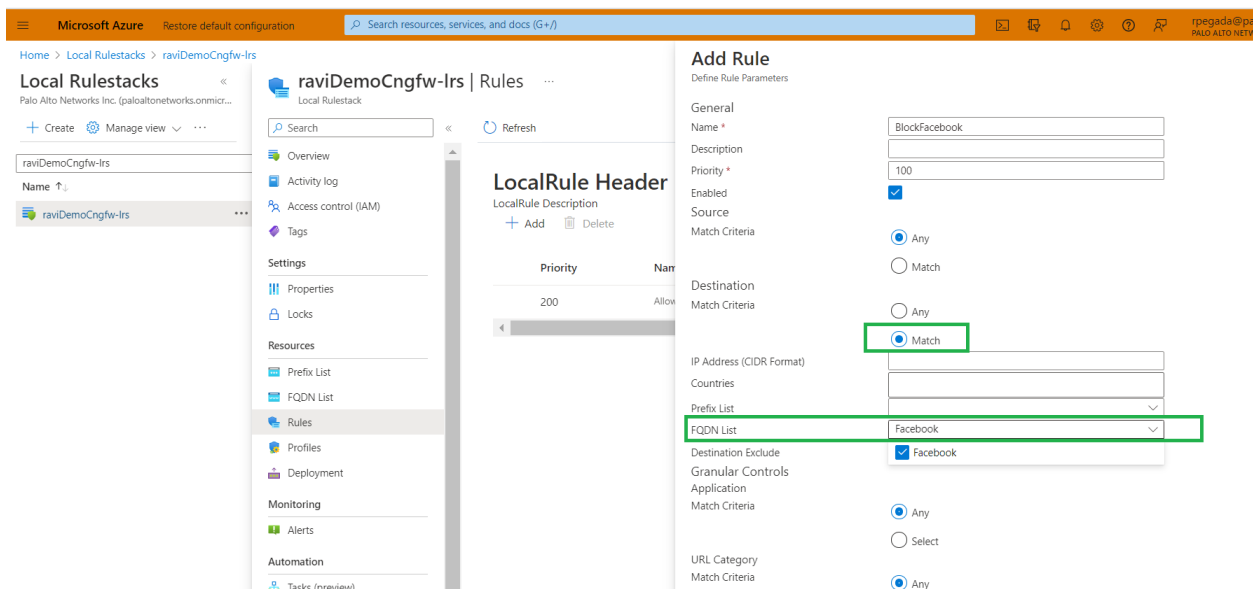 Microsoft Azure Restore default configuration Search resources, services, and docs (G+/)
rpegada@pa
PALO ALTO NETW
Home > Local Rulestacks > raviDemoCngfw-lrs
Local Rulestacks «
Palo Alto Networks Inc. (paloaltonetworks.onmicr...
+ Create Manage view ...
raviDemoCngfw-lrs
Name ↑↓
raviDemoCngfw-lrs ...
raviDemoCngfw-lrs | Rules ...
Local Rulestack
Search «
Overview
Activity log
Access control (IAM)
Tags
Settings
Properties
Locks
Resources
Prefix List
FQDN List
Rules
Profiles
Deployment
Monitoring
Alerts
Automation
Tasks (preview)
Refresh
LocalRule Header
LocalRule Description
+ Add Delete
Priority Nam
200 Allow
Add Rule
Define Rule Parameters
General
Name * BlockFacebook
Description
Priority * 100
Enabled
Source
Match Criteria Any
Match
Destination
Match Criteria Any
Match
IP Address (CIDR Format)
Countries
Prefix List
FQDN List Facebook
Destination Exclude Facebook
Granular Controls
Application
Match Criteria Any
Select
URL Category
Match Criteria Any